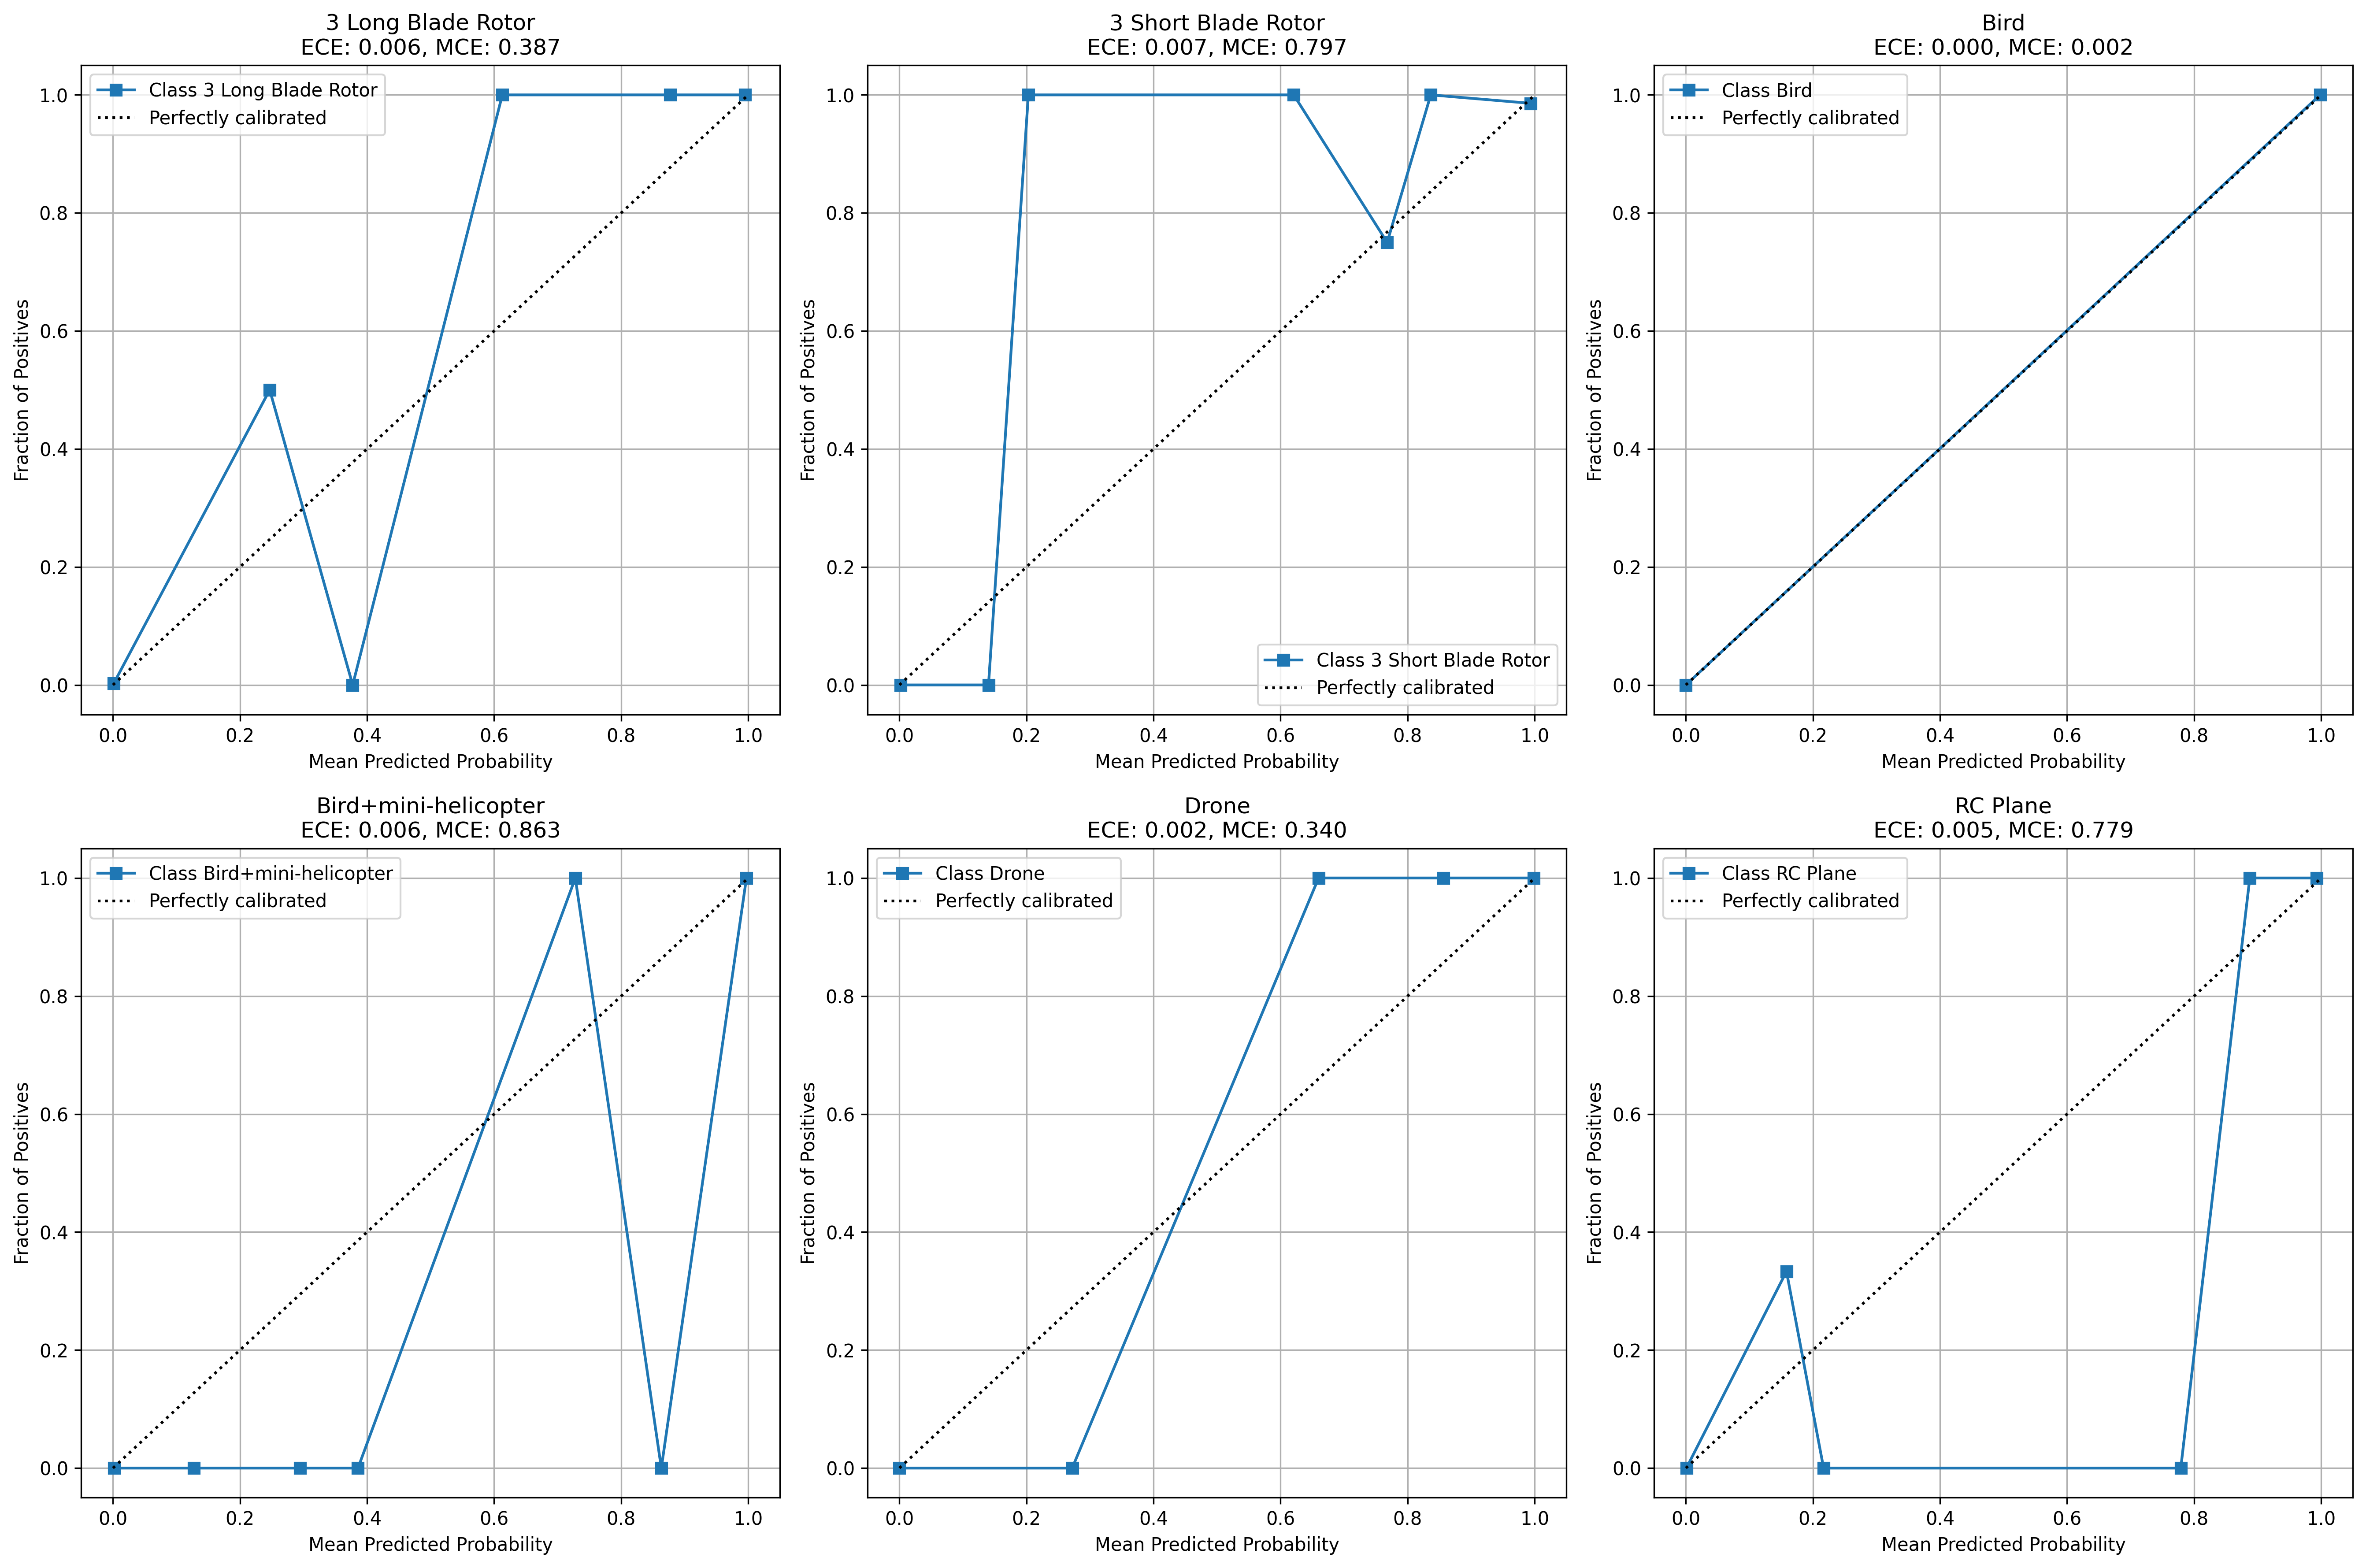 3 Long Blade Rotor
ECE: 0.006, MCE: 0.387
Class 3 Long Blade Rotor
Perfectly calibrated
Fraction of Positives
1.0
0.8
0.6
0.4
0.2
0.0
0.0 0.2 0.4 0.6 0.8 1.0
Mean Predicted Probability
3 Short Blade Rotor
ECE: 0.007, MCE: 0.797
Fraction of Positives
1.0
0.8
0.6
0.4
0.2
0.0
Class 3 Short Blade Rotor
Perfectly calibrated
0.0 0.2 0.4 0.6 0.8 1.0
Mean Predicted Probability
Bird
ECE: 0.000, MCE: 0.002
Class Bird
Perfectly calibrated
Fraction of Positives
1.0
0.8
0.6
0.4
0.2
0.0
0.0 0.2 0.4 0.6 0.8 1.0
Mean Predicted Probability
Bird+mini-helicopter
ECE: 0.006, MCE: 0.863
Class Bird+mini-helicopter
Perfectly calibrated
Fraction of Positives
1.0
0.8
0.6
0.4
0.2
0.0
0.0 0.2 0.4 0.6 0.8 1.0
Mean Predicted Probability
Drone
ECE: 0.002, MCE: 0.340
Class Drone
Perfectly calibrated
Fraction of Positives
1.0
0.8
0.6
0.4
0.2
0.0
0.0 0.2 0.4 0.6 0.8 1.0
Mean Predicted Probability
RC Plane
ECE: 0.005, MCE: 0.779
Class RC Plane
Perfectly calibrated
Fraction of Positives
1.0
0.8
0.6
0.4
0.2
0.0
0.0 0.2 0.4 0.6 0.8 1.0
Mean Predicted Probability